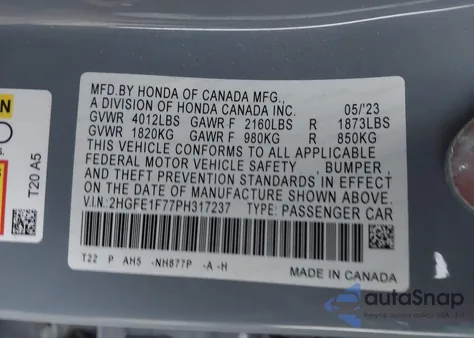 MFD.BY HONDA OF CANADA MFG.,
A DIVISION OF HONDA CANADA INC. 05/'23
GVWR 4012LBS GAWR F 2160LBS R 1873LBS
GVWR 1820KG GAWR F 980KG R 850KG
THIS VEHICLE CONFORMS TO ALL APPLICABLE
FEDERAL MOTOR VEHICLE SAFETY , BUMPER ,
AND THEFT PREVENTION STANDARDS IN EFFECT
ON THE DATE OF MANUFACTURE SHOWN ABOVE.
V.I.N: 2HGFE1F77PH317237 TYPE: PASSENGER CAR
T22 P AH5 -NH877P -A -H
MADE IN CANADA
T20 A5
autoSnap